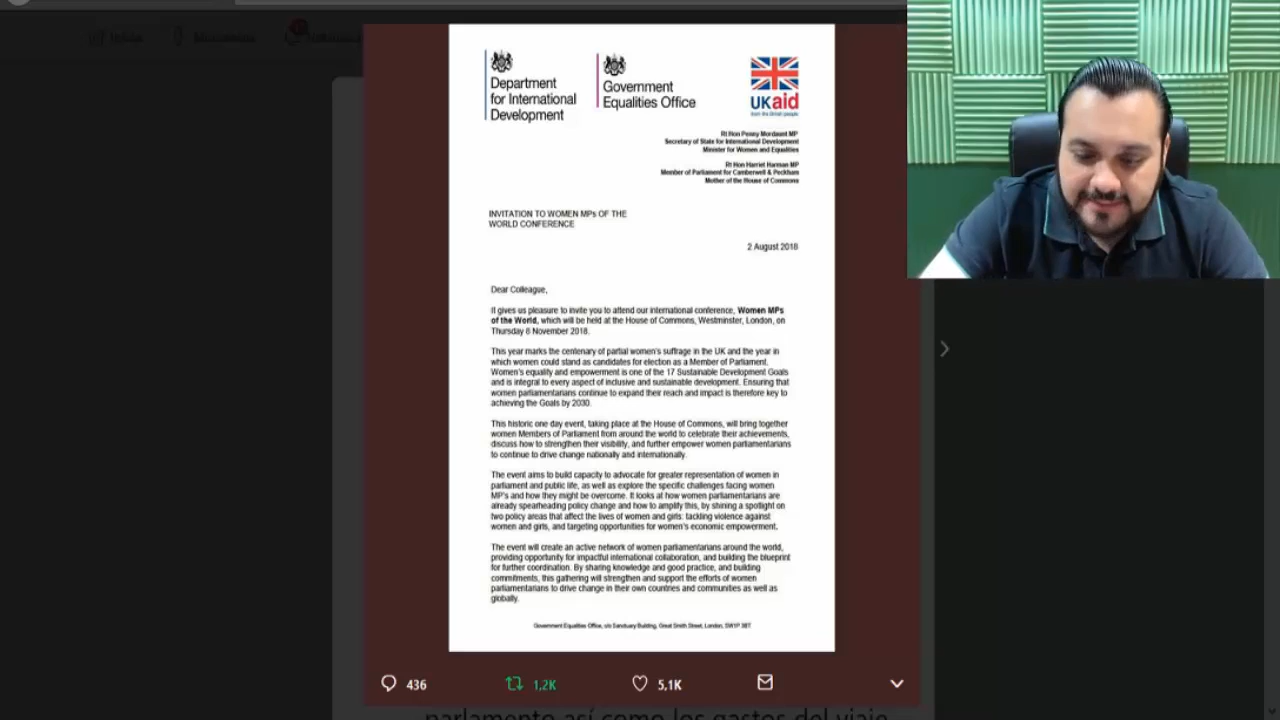 Inicio
Department
for International
Development
Government
Equalities Office
UKaid
from the British people
Rt Hon Penny Mordaunt MP
Secretary of State for International Development
Minister for Women and Equalities
Rt Hon Harriet Harman MP
Member of Parliament for Camberwell & Peckham
Mother of the House of Commons
INVITATION TO WOMEN MPs OF THE
WORLD CONFERENCE
2 August 2018
Dear Colleague,
It gives us pleasure to invite you to attend our international conference, Women MPs
of the World, which will be held at the House of Commons, Westminster, London, on
Thursday 8 November 2018.
This year marks the centenary of partial women's suffrage in the UK and the year in
which women could stand as candidates for election as a Member of Parliament.
Women's equality and empowerment is one of the 17 Sustainable Development Goals
and is integral to every aspect of inclusive and sustainable development. Ensuring that
women parliamentarians continue to expand their reach and impact is therefore key to
achieving the Goals by 2030.
This historic one day event, taking place at the House of Commons, will bring together
women Members of Parliament from around the world to celebrate their achievements,
discuss how to strengthen their visibility, and further empower women parliamentarians
to continue to drive change nationally and internationally.
The event aims to build capacity to advocate for greater representation of women in
parliament and public life, as well as explore the specific challenges facing women
MP's and how they might be overcome. It looks at how women parliamentarians are
already spearheading policy change and how to amplify this, by shining a spotlight on
two policy areas that affect the lives of women and girls: tackling violence against
women and girls, and targeting opportunities for women's economic empowerment.
The event will create an active network of women parliamentarians around the world,
providing opportunity for impactful international collaboration, and building the blueprint
for further coordination. By sharing knowledge and good practice, and building
commitments, this gathering will strengthen and support the efforts of women
parliamentarians to drive change in their own countries and communities as well as
globally.
Government Equalities Office, c/o Sanctuary Building, Great Smith Street, London, SW1P 3BT
436
1,2K
5,1K
parlamento así como los gastos del viaje